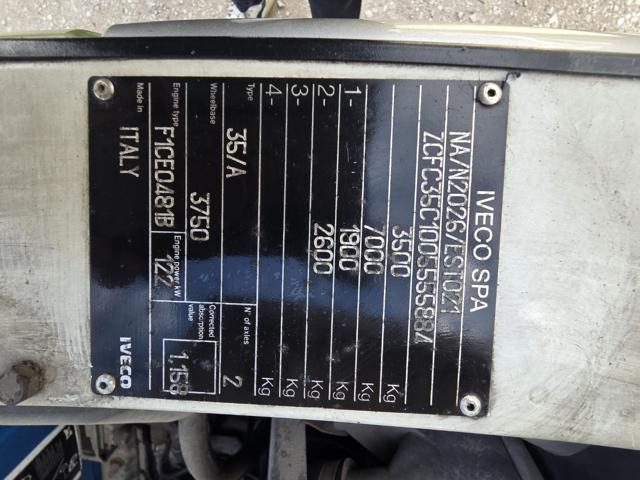 IVECO SPA
NA/N2026/EST021
ZCFC35C1005555884
3500 Kg
7000 Kg
1- 1900 Kg
2- 2600 Kg
3- Kg
4- Kg
Type 35/A N° of axles 2
Wheelbase 3750
Corrected absorption value 1,158
Engine type F1CE0481B Engine power kW 122
Made in ITALY IVECO